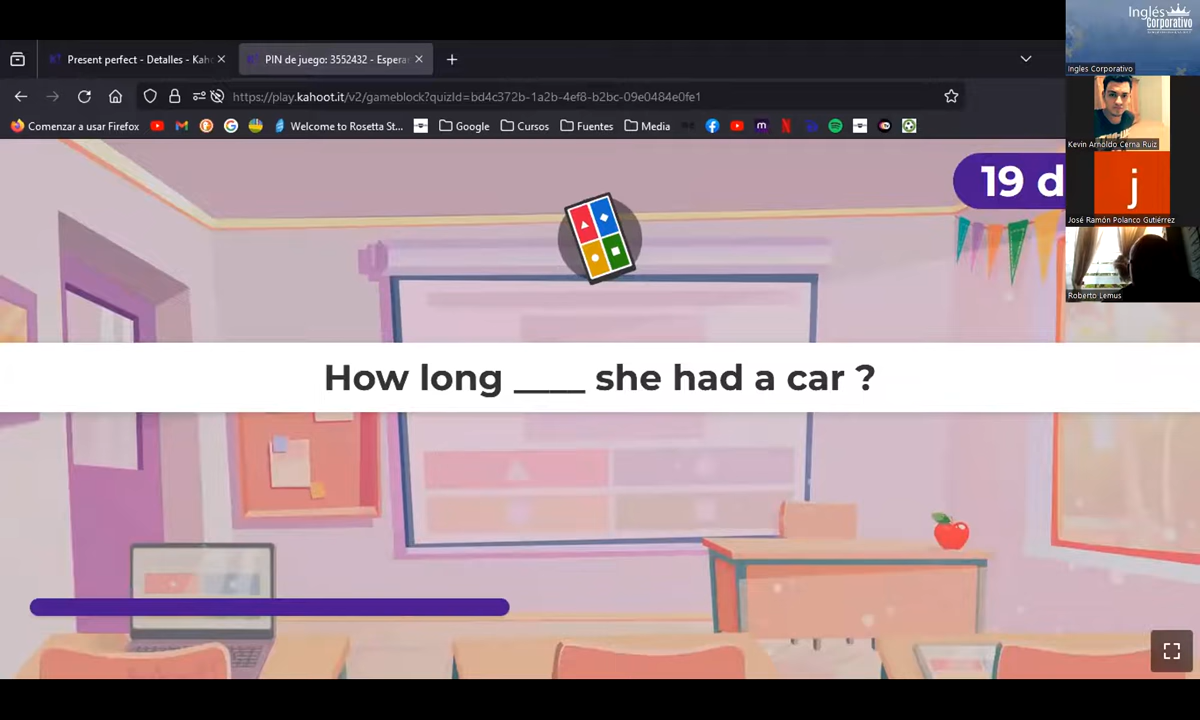 Present perfect - Detalles - Kah
PIN de juego: 3552432 - Espera
https://play.kahoot.it/v2/gameblock?quizId=bd4c372b-1a2b-4ef8-b2bc-09e0484e0fe1
Comenzar a usar Firefox
Welcome to Rosetta St...
Google
Cursos
Fuentes
Media
Inglés
Corporativo
Ingles Corporativo
Kevin Arnoldo Cerna Ruiz
j
José Ramón Polanco Gutiérrez
Roberto Lemus
19 d
How long ____ she had a car ?